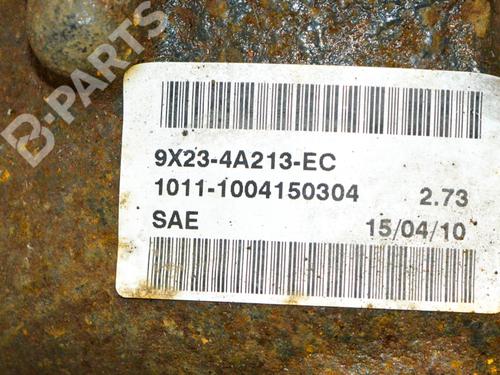 B-PARTS
9X23-4A213-EC
1011-1004150304 2.73
SAE 15/04/10